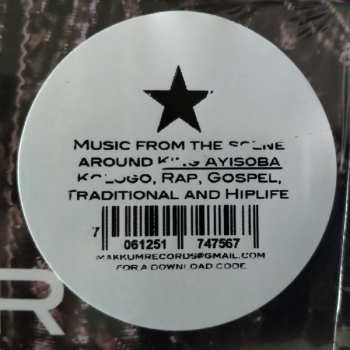 MUSIC FROM THE SCENE
AROUND KING AYISOBA
KOLOGO, RAP, GOSPEL,
TRADITIONAL AND HIPLIFE
7 061251 747567
MAKKUMRECORDS@GMAIL.COM
FOR A DOWNLOAD CODE
R